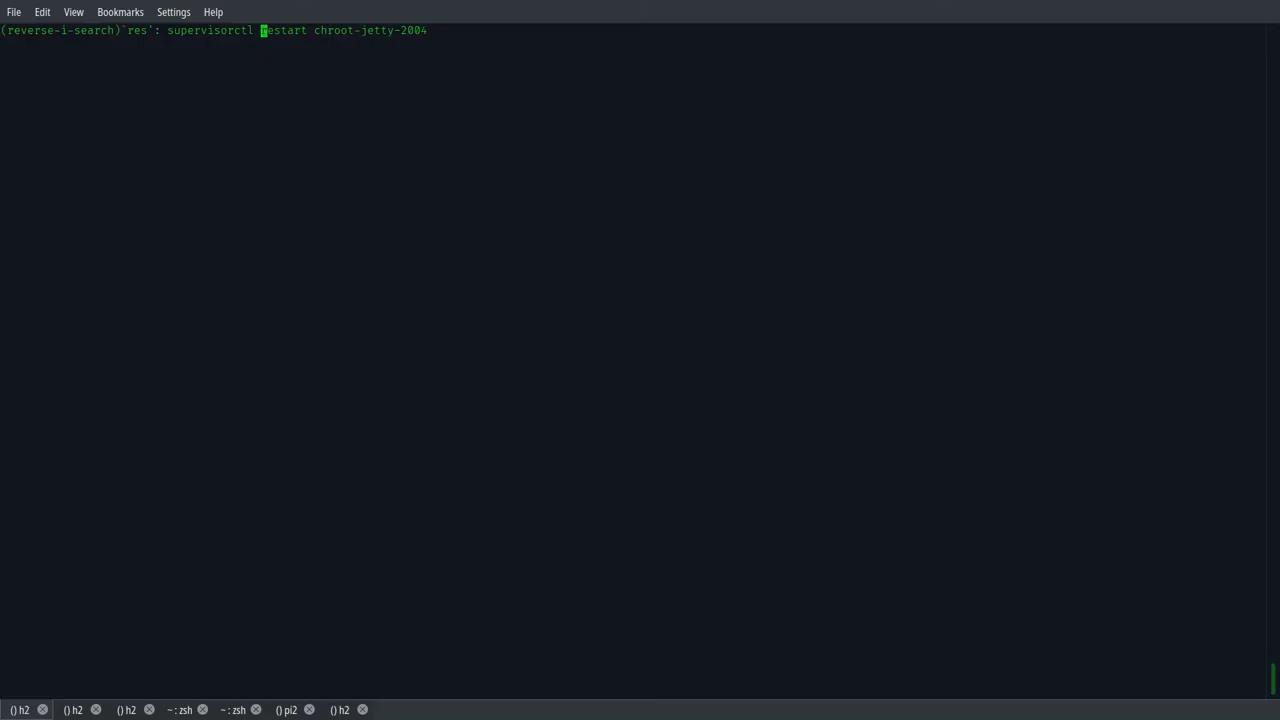 File Edit View Bookmarks Settings Help
(reverse-i-search)`res': supervisorctl restart chroot-jetty-2004
() h2 () h2 () h2 ~ : zsh ~ : zsh () pi2 () h2